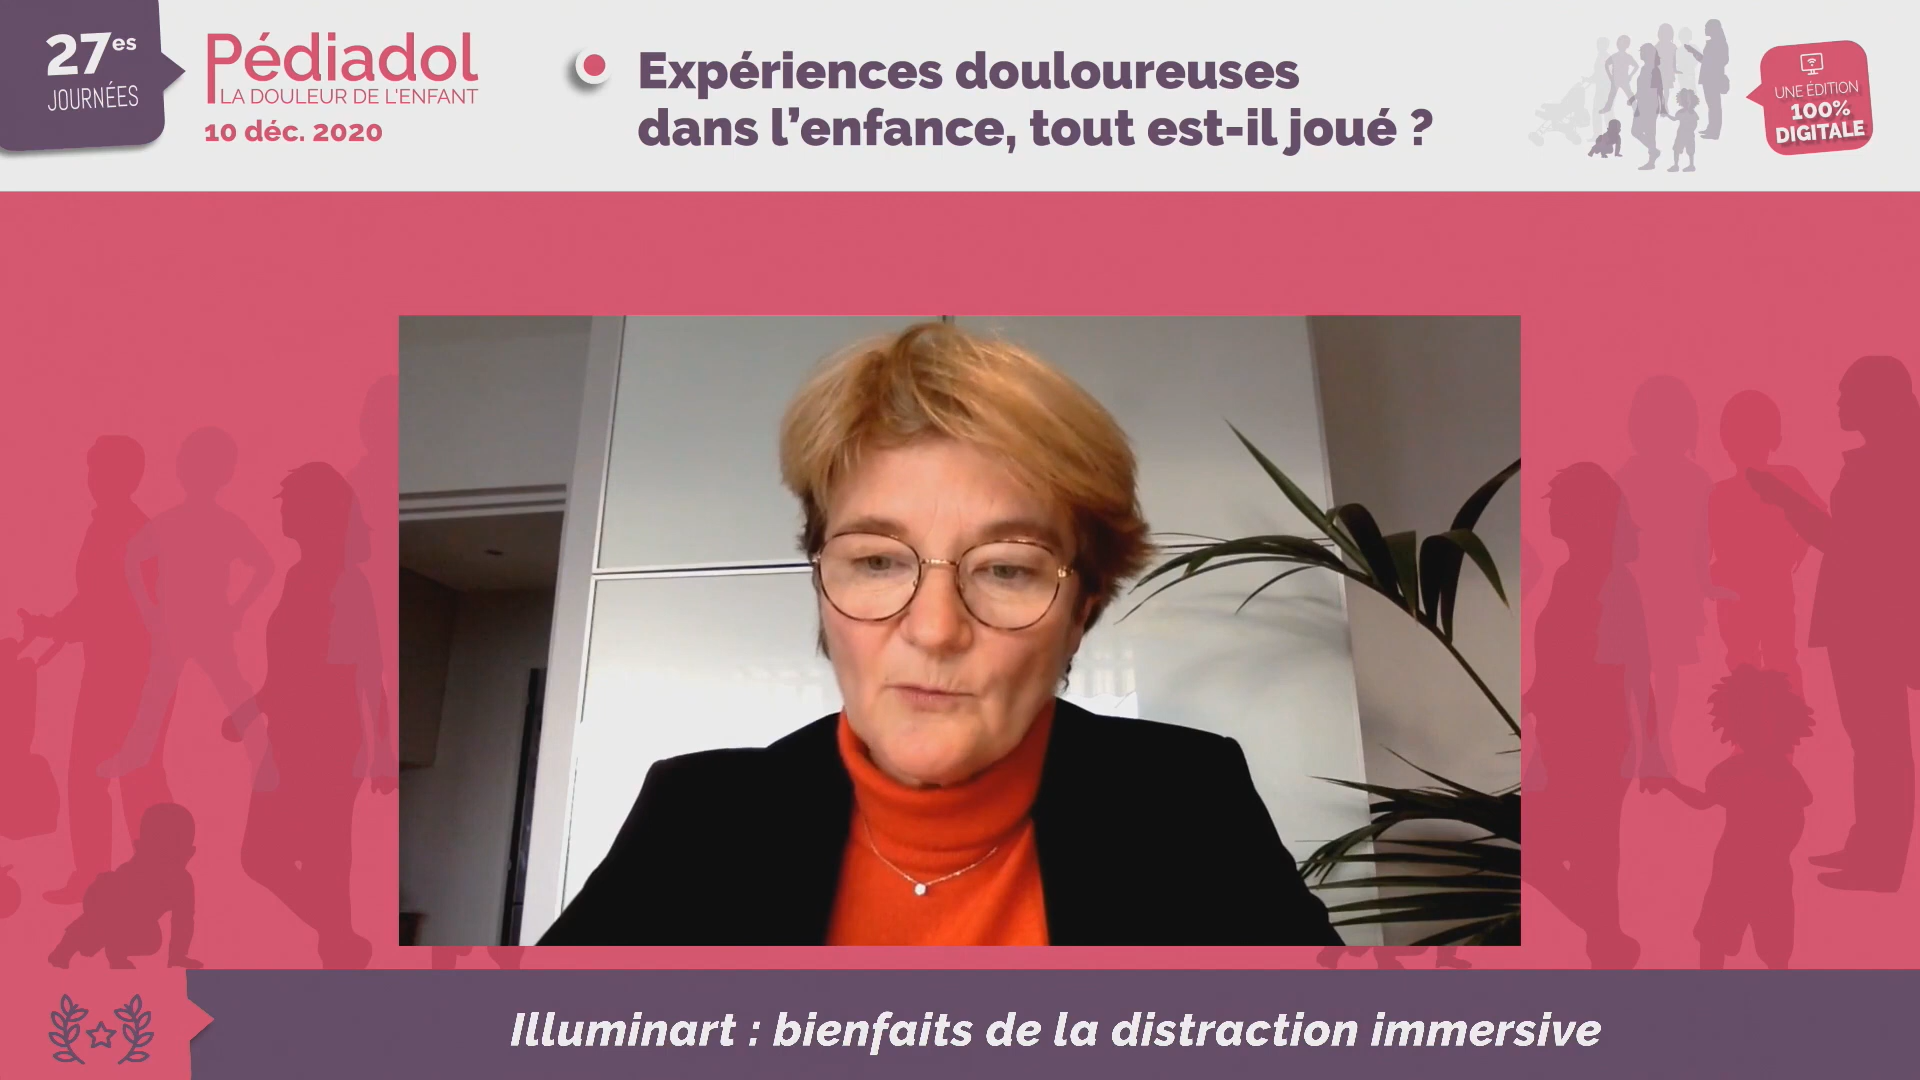 27es
JOURNÉES
Pédiadol
LA DOULEUR DE L'ENFANT
10 déc. 2020
Expériences douloureuses
dans l’enfance, tout est-il joué ?
UNE ÉDITION
100%
DIGITALE
Illuminart : bienfaits de la distraction immersive